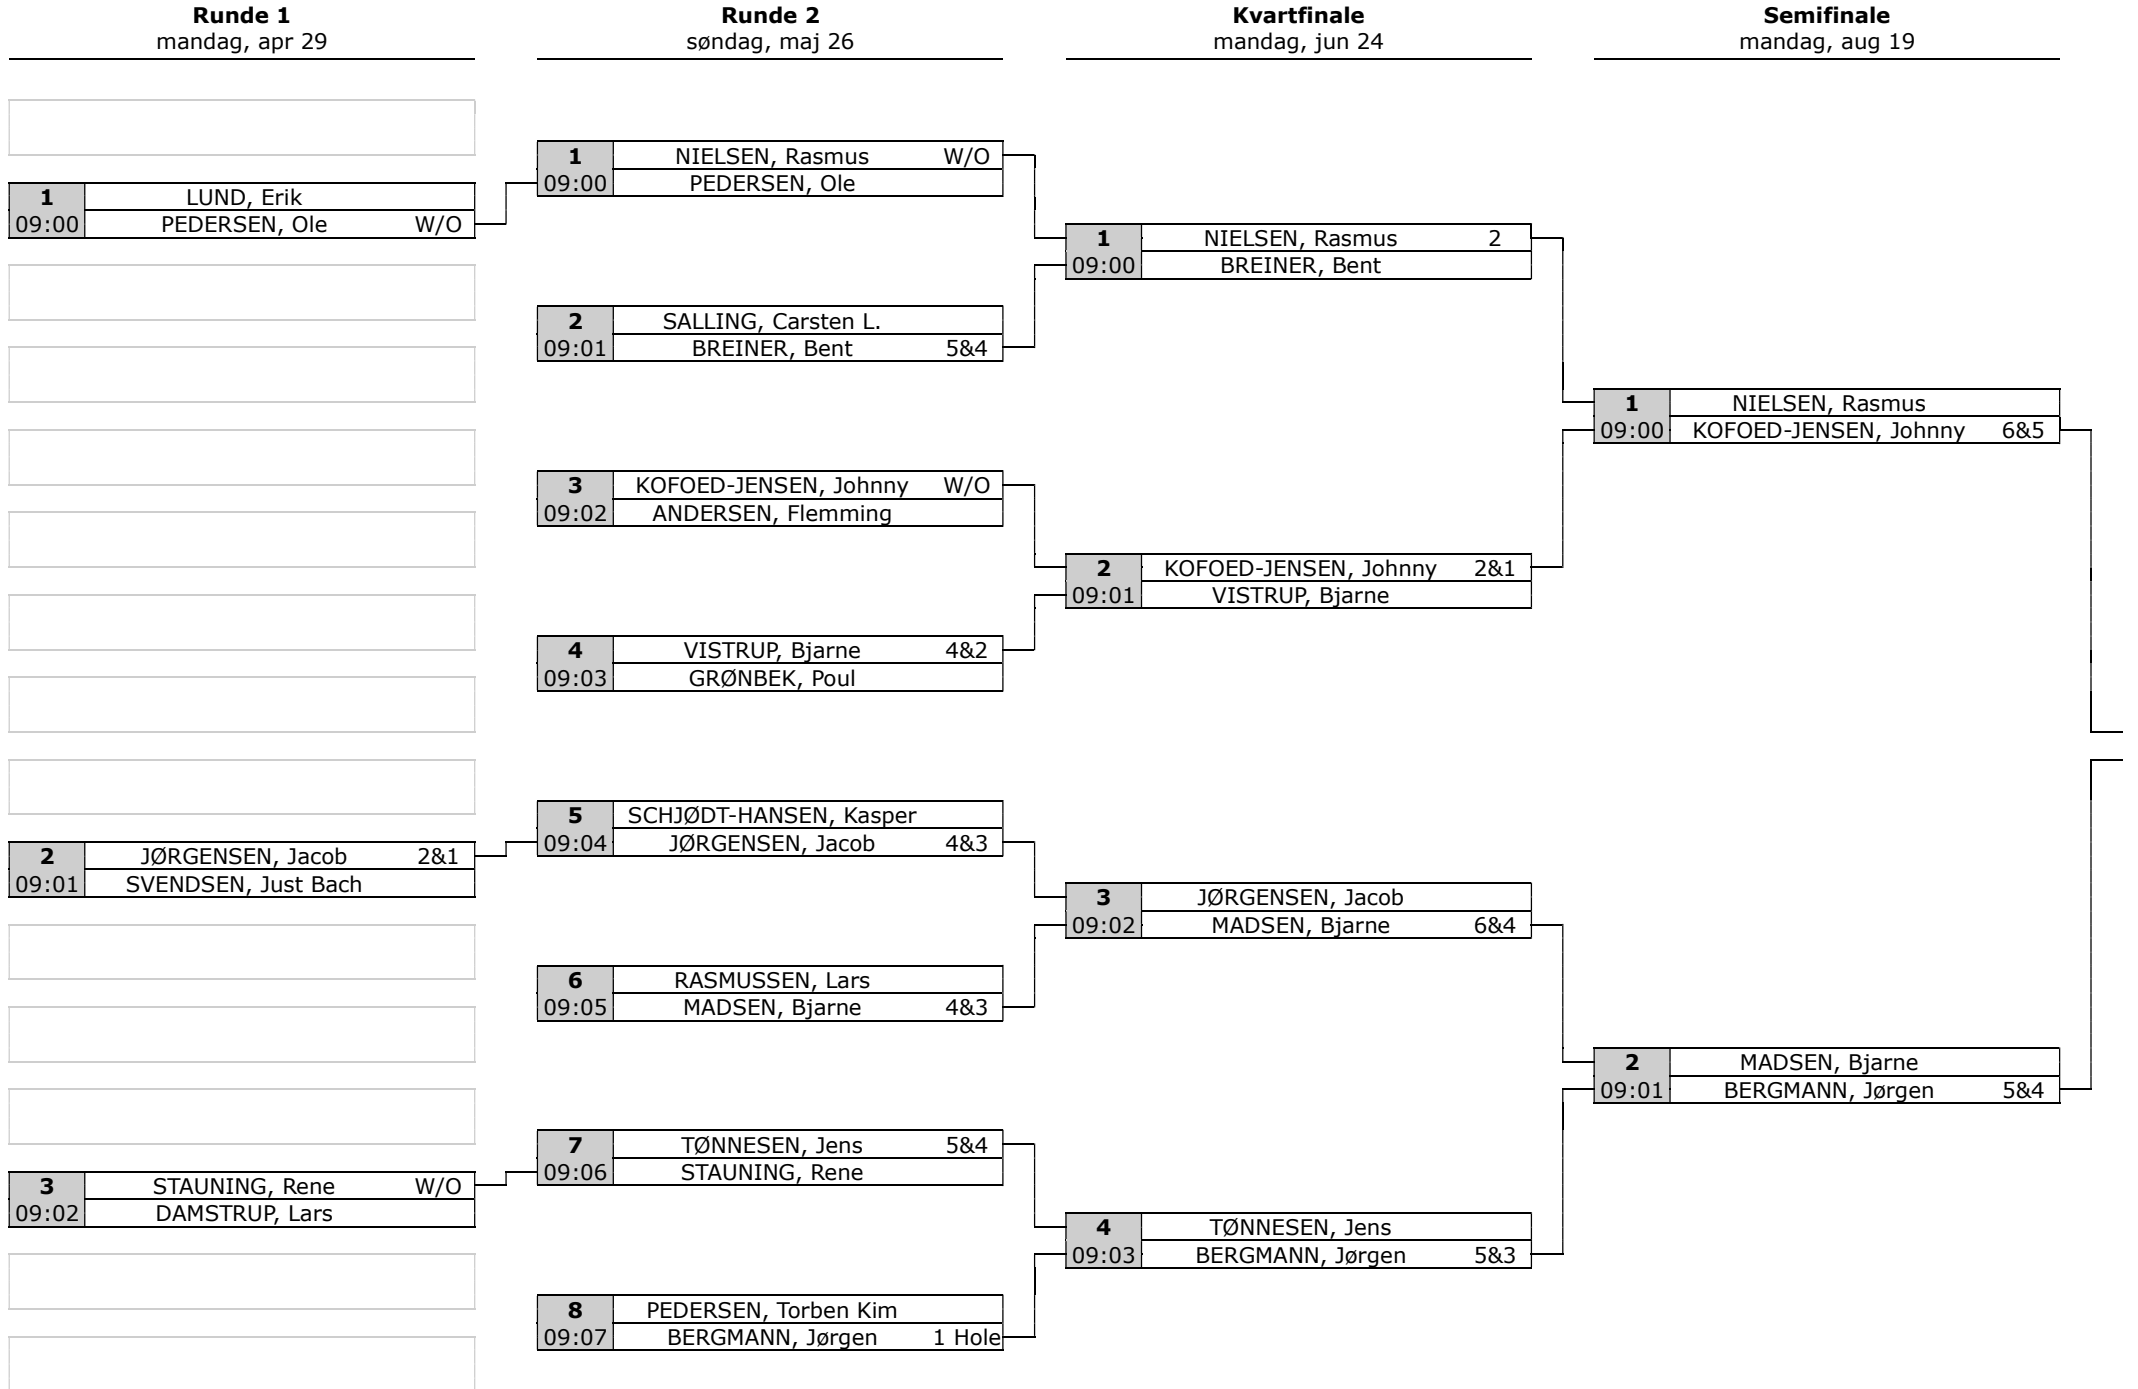 Runde 1
mandag, apr 29
Runde 2
søndag, maj 26
Kvartfinale
mandag, jun 24
Semifinale
mandag, aug 19
1 LUND, Erik
09:00 PEDERSEN, Ole W/O
2 JØRGENSEN, Jacob 2&1
09:01 SVENDSEN, Just Bach
3 STAUNING, Rene W/O
09:02 DAMSTRUP, Lars
1 NIELSEN, Rasmus W/O
09:00 PEDERSEN, Ole
2 SALLING, Carsten L.
09:01 BREINER, Bent 5&4
3 KOFOED-JENSEN, Johnny W/O
09:02 ANDERSEN, Flemming
4 VISTRUP, Bjarne 4&2
09:03 GRØNBEK, Poul
5 SCHJØDT-HANSEN, Kasper
09:04 JØRGENSEN, Jacob 4&3
6 RASMUSSEN, Lars
09:05 MADSEN, Bjarne 4&3
7 TØNNESEN, Jens 5&4
09:06 STAUNING, Rene
8 PEDERSEN, Torben Kim
09:07 BERGMANN, Jørgen 1 Hole
1 NIELSEN, Rasmus 2
09:00 BREINER, Bent
2 KOFOED-JENSEN, Johnny 2&1
09:01 VISTRUP, Bjarne
3 JØRGENSEN, Jacob
09:02 MADSEN, Bjarne 6&4
4 TØNNESEN, Jens
09:03 BERGMANN, Jørgen 5&3
1 NIELSEN, Rasmus
09:00 KOFOED-JENSEN, Johnny 6&5
2 MADSEN, Bjarne
09:01 BERGMANN, Jørgen 5&4